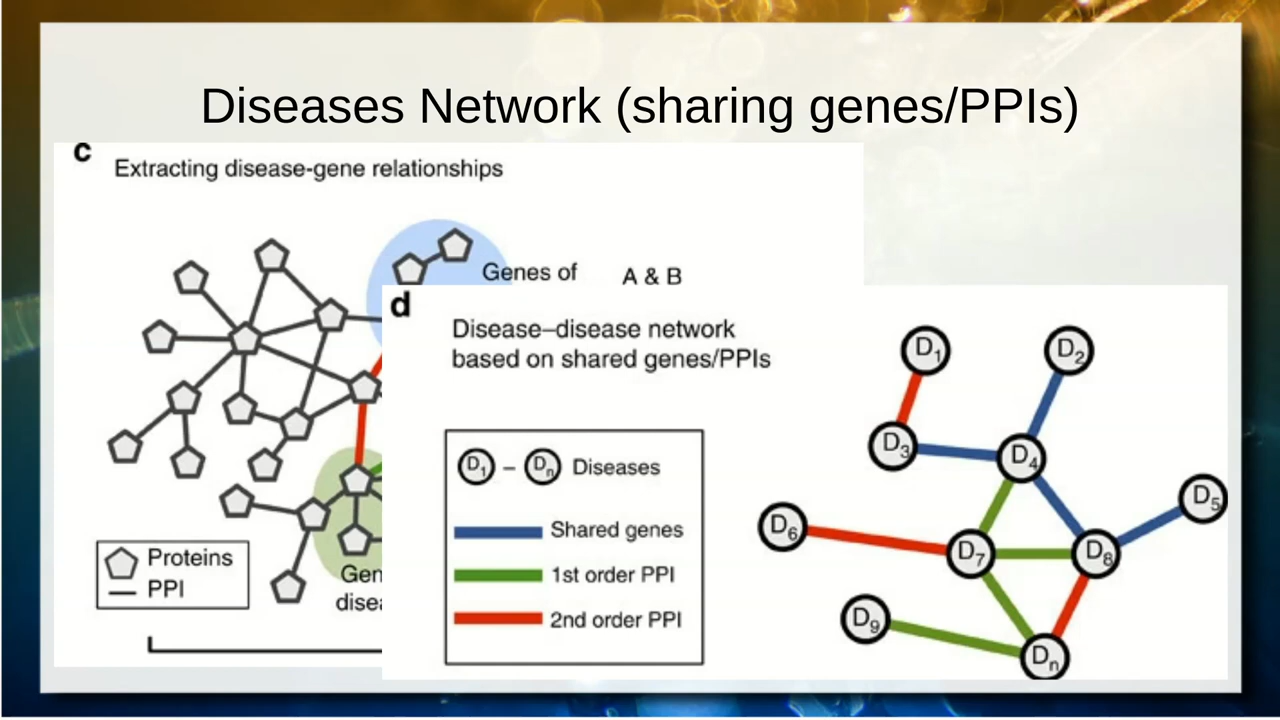 Diseases Network (sharing genes/PPIs)
c
Extracting disease-gene relationships
Genes of A & B
Proteins
PPI
d
Disease–disease network
based on shared genes/PPIs
D1 – Dn Diseases
Shared genes
1st order PPI
2nd order PPI
D1
D2
D3
D4
D5
D6
D7
D8
D9
Dn